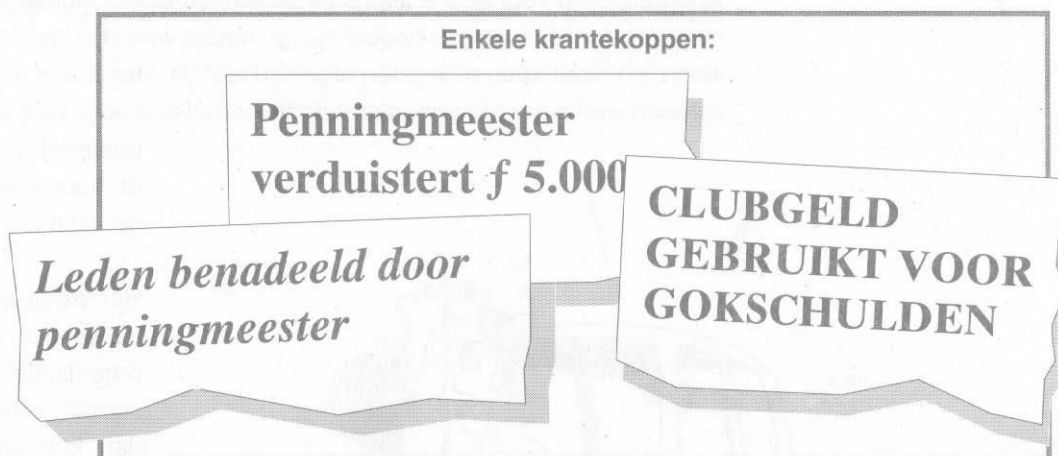 Enkele krantekoppen:
Penningmeester
verduistert ƒ 5.000
Leden benadeeld door
penningmeester
CLUBGELD
GEBRUIKT VOOR
GOKSCHULDEN